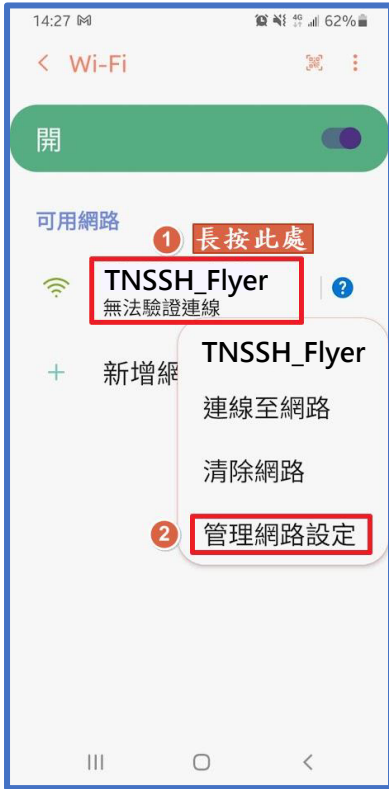 14:27
4G
62%
Wi-Fi
開
可用網路
1 長按此處
TNSSH_Flyer
無法驗證連線
?
TNSSH_Flyer
+ 新增網
連線至網路
清除網路
2 管理網路設定